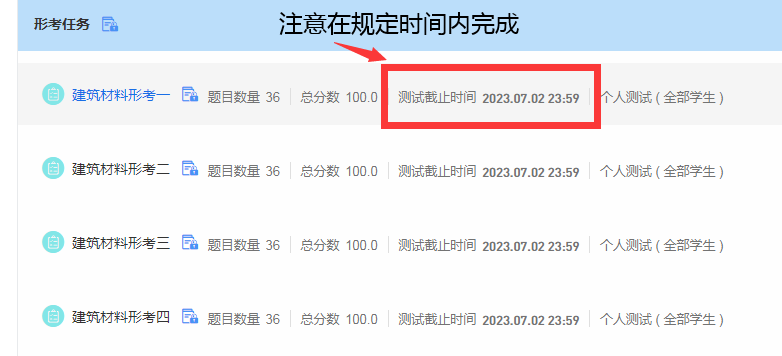 形考任务
注意在规定时间内完成
建筑材料形考一 题目数量 36 总分数 100.0 测试截止时间 2023.07.02 23:59 个人测试 ( 全部学生 )
建筑材料形考二 题目数量 36 总分数 100.0 测试截止时间 2023.07.02 23:59 个人测试 ( 全部学生 )
建筑材料形考三 题目数量 36 总分数 100.0 测试截止时间 2023.07.02 23:59 个人测试 ( 全部学生 )
建筑材料形考四 题目数量 36 总分数 100.0 测试截止时间 2023.07.02 23:59 个人测试 ( 全部学生 )